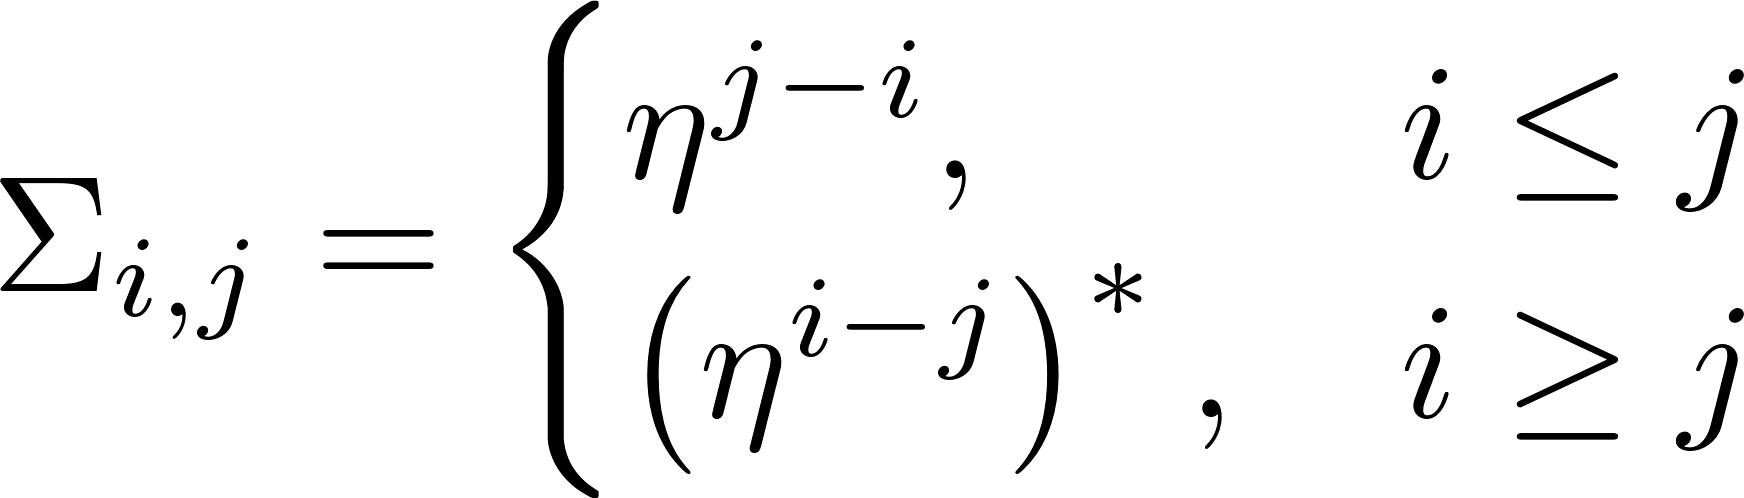 Σ_{i,j} = { η^{j−i}, i ≤ j
(η^{i−j})^*, i ≥ j